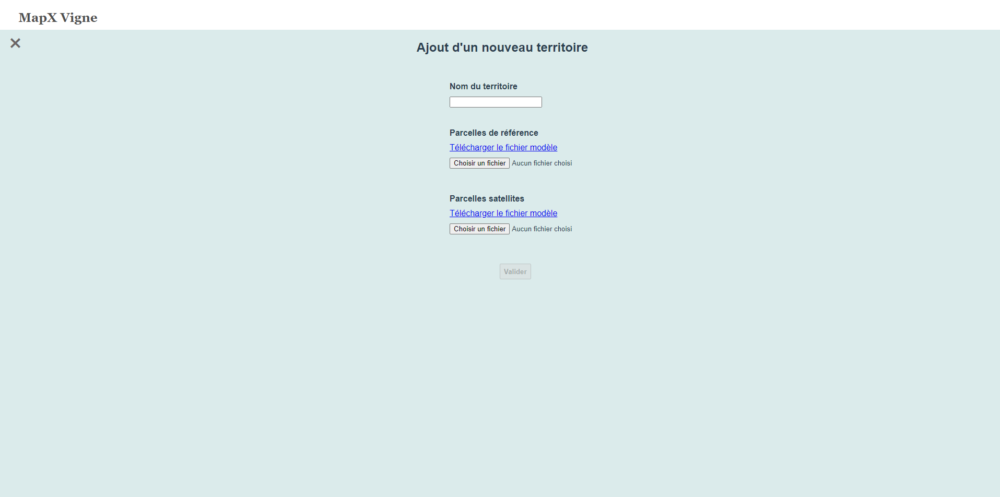 MapX Vigne
Ajout d'un nouveau territoire
Nom du territoire
Parcelles de référence
Télécharger le fichier modèle
Choisir un fichier Aucun fichier choisi
Parcelles satellites
Télécharger le fichier modèle
Choisir un fichier Aucun fichier choisi
Valider